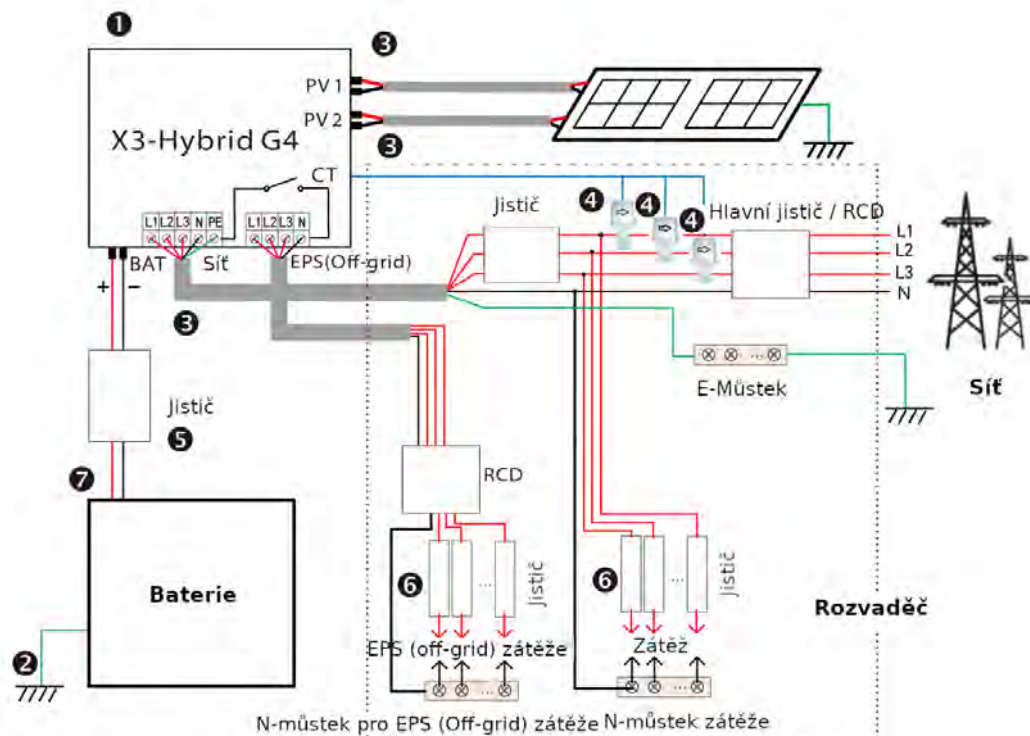 ❶
❸
PV 1
PV 2
X3-Hybrid G4
❸
CT
L1 L2 L3 N PE
L1 L2 L3 N
BAT
Síť
EPS(Off-grid)
+
−
❸
Jistič
❹
❹
❹
Hlavní jistič / RCD
L1
L2
L3
N
E-Můstek
Síť
Jistič
❺
❼
RCD
Baterie
❻
...
Jistič
❻
...
Jistič
Rozvaděč
❷
EPS (off-grid) zátěže
Zátěž
...
...
...
N-můstek pro EPS (Off-grid) zátěže
N-můstek zátěže